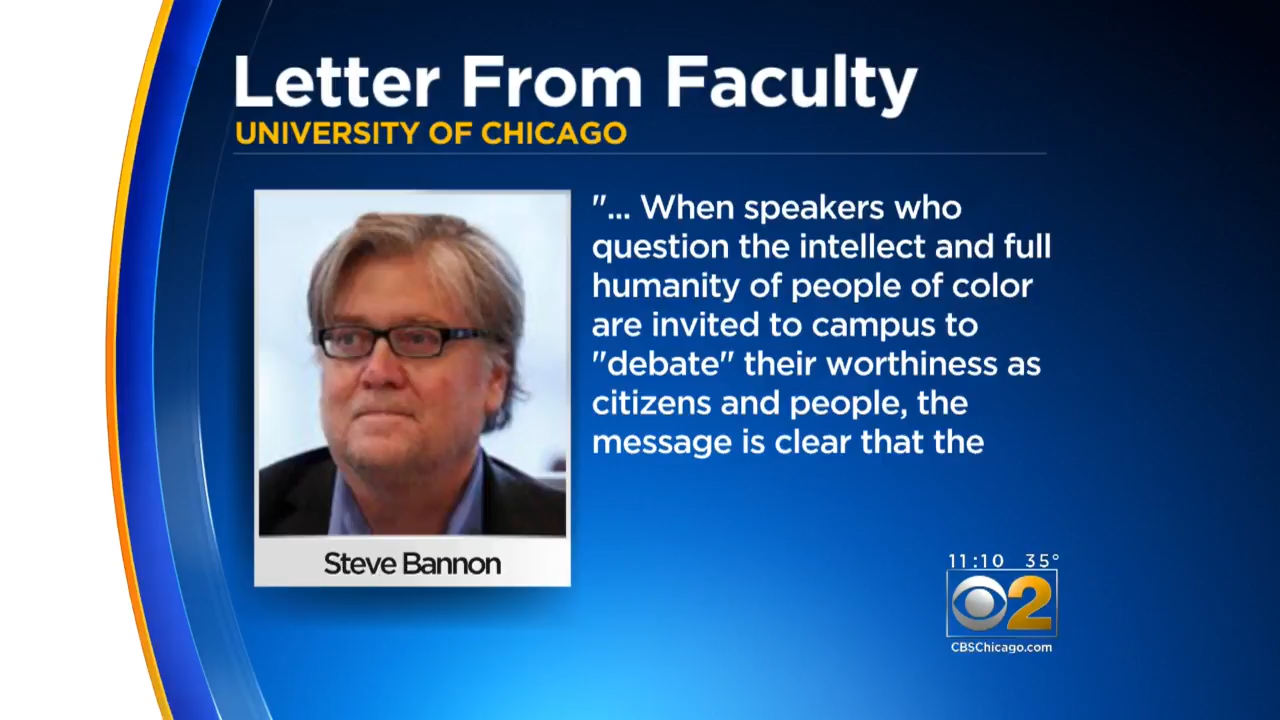 Letter From Faculty
UNIVERSITY OF CHICAGO
Steve Bannon
"... When speakers who
question the intellect and full
humanity of people of color
are invited to campus to
"debate" their worthiness as
citizens and people, the
message is clear that the
11:10 35°
2
CBSChicago.com